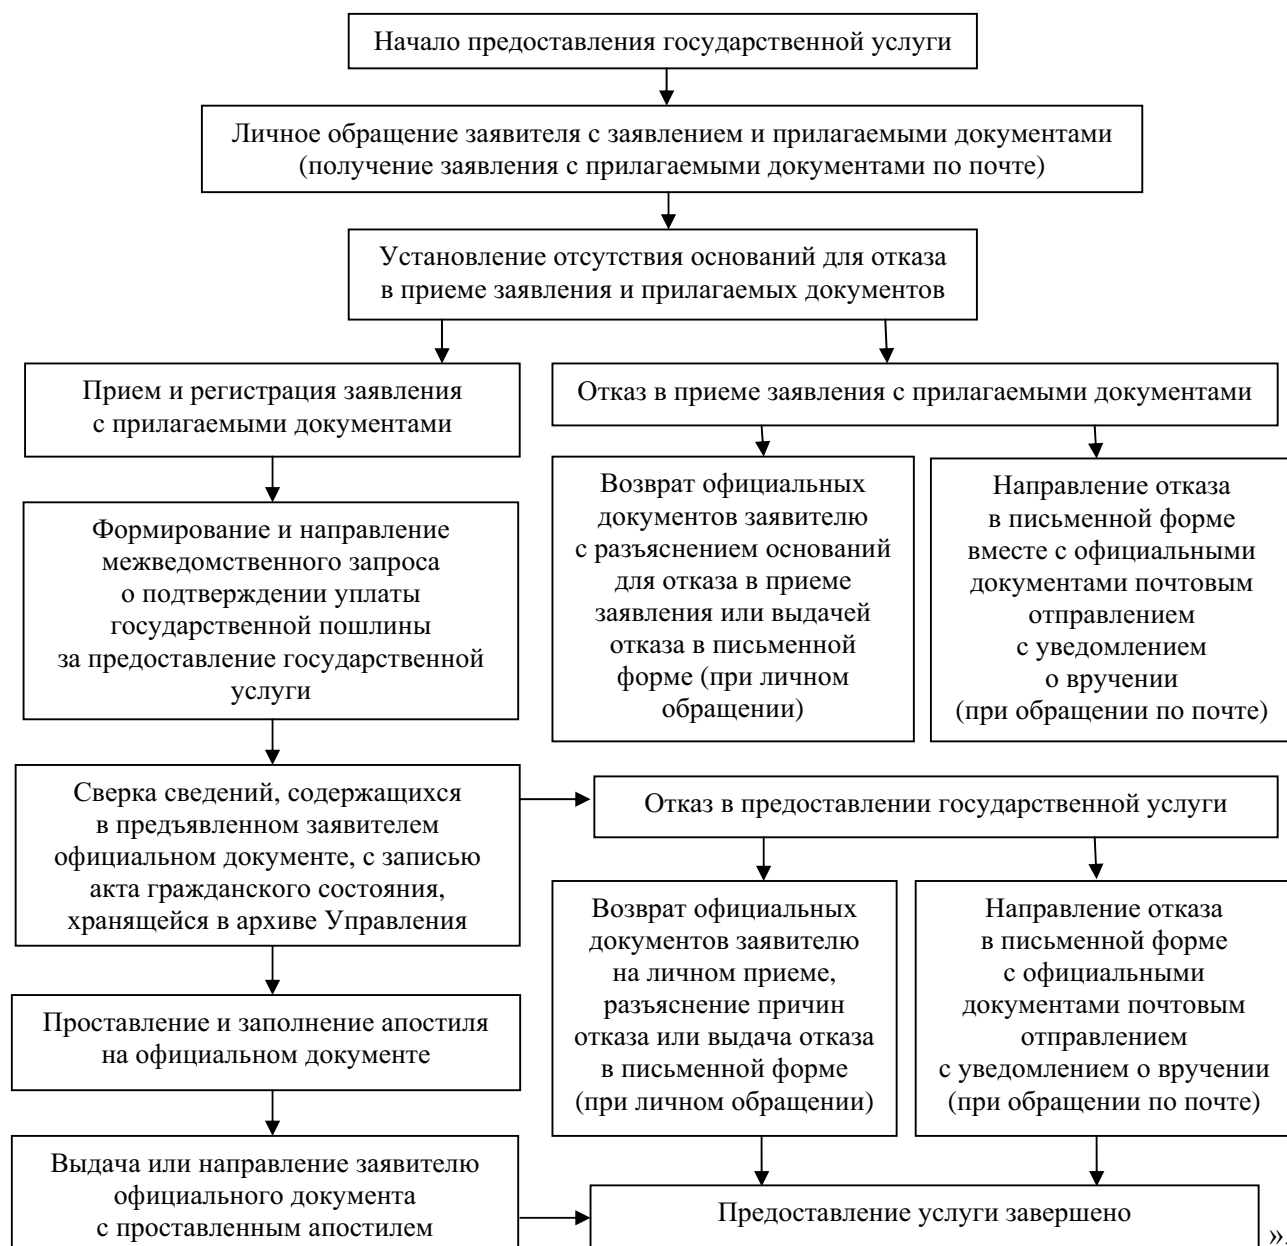 Начало предоставления государственной услуги
Личное обращение заявителя с заявлением и прилагаемыми документами
(получение заявления с прилагаемыми документами по почте)
Установление отсутствия оснований для отказа
в приеме заявления и прилагаемых документов
Прием и регистрация заявления
с прилагаемыми документами
Отказ в приеме заявления с прилагаемыми документами
Формирование и направление
межведомственного запроса
о подтверждении уплаты
государственной пошлины
за предоставление государственной
услуги
Возврат официальных
документов заявителю
с разъяснением оснований
для отказа в приеме
заявления или выдачей
отказа в письменной
форме (при личном
обращении)
Направление отказа
в письменной форме
вместе с официальными
документами почтовым
отправлением
с уведомлением
о вручении
(при обращении по почте)
Сверка сведений, содержащихся
в предъявленном заявителем
официальном документе, с записью
акта гражданского состояния,
хранящейся в архиве Управления
Отказ в предоставлении государственной услуги
Возврат официальных
документов заявителю
на личном приеме,
разъяснение причин
отказа или выдача отказа
в письменной форме
(при личном обращении)
Направление отказа
в письменной форме
с официальными
документами почтовым
отправлением
с уведомлением о вручении
(при обращении по почте)
Проставление и заполнение апостиля
на официальном документе
Выдача или направление заявителю
официального документа
с проставленным апостилем
Предоставление услуги завершено
».